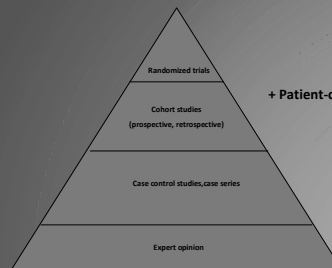 Randomized trials
Cohort studies
+ Patient-
(prospective, retrospective)
Case control studies,case series
Expert opinion